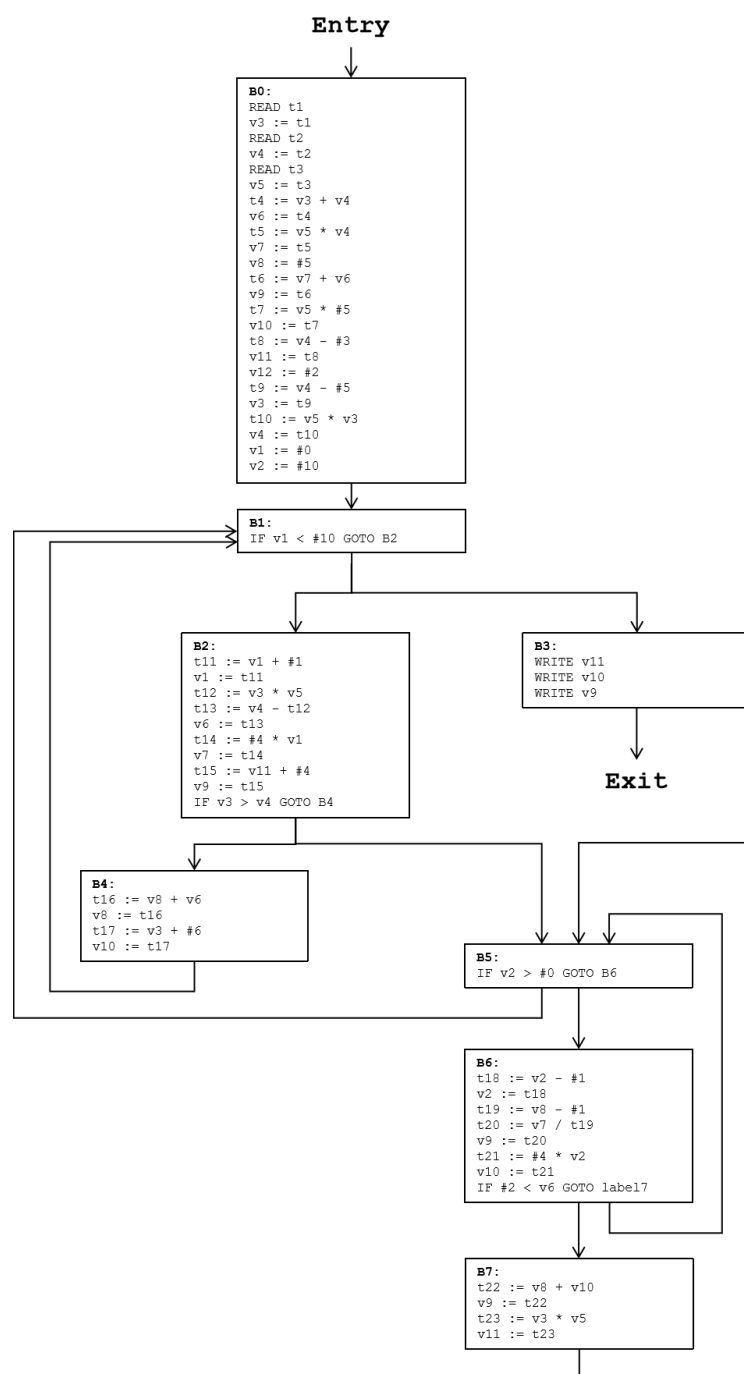 Entry
B0:
READ t1
v3 := t1
READ t2
v4 := t2
READ t3
v5 := t3
t4 := v3 + v4
v6 := t4
t5 := v5 * v4
v7 := t5
v8 := #5
t6 := v7 + v6
v9 := t6
t7 := v5 * #5
v10 := t7
t8 := v4 - #3
v11 := t8
v12 := #2
t9 := v4 - #5
v3 := t9
t10 := v5 * v3
v4 := t10
v1 := #0
v2 := #10
B1:
IF v1 < #10 GOTO B2
B2:
t11 := v1 + #1
v1 := t11
t12 := v3 * v5
t13 := v4 - t12
v6 := t13
t14 := #4 * v1
v7 := t14
t15 := v11 + #4
v9 := t15
IF v3 > v4 GOTO B4
B3:
WRITE v11
WRITE v10
WRITE v9
Exit
B4:
t16 := v8 + v6
v8 := t16
t17 := v3 + #6
v10 := t17
B5:
IF v2 > #0 GOTO B6
B6:
t18 := v2 - #1
v2 := t18
t19 := v8 - #1
t20 := v7 / t19
v9 := t20
t21 := #4 * v2
v10 := t21
IF #2 < v6 GOTO label7
B7:
t22 := v8 + v10
v9 := t22
t23 := v3 * v5
v11 := t23